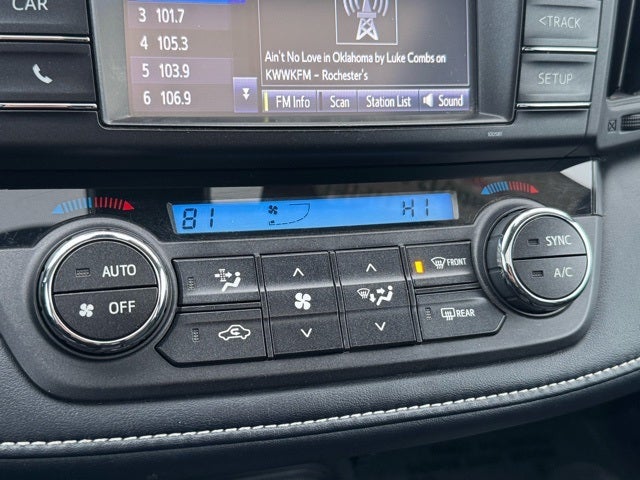 CAR
3 101.7
4 105.3
5 103.9
6 106.9
Ain't No Love in Oklahoma by Luke Combs on
KWWKFM - Rochester's
FM Info Scan Station List Sound
<TRACK
SETUP
81 HI
AUTO
OFF
FRONT
REAR
SYNC
A/C